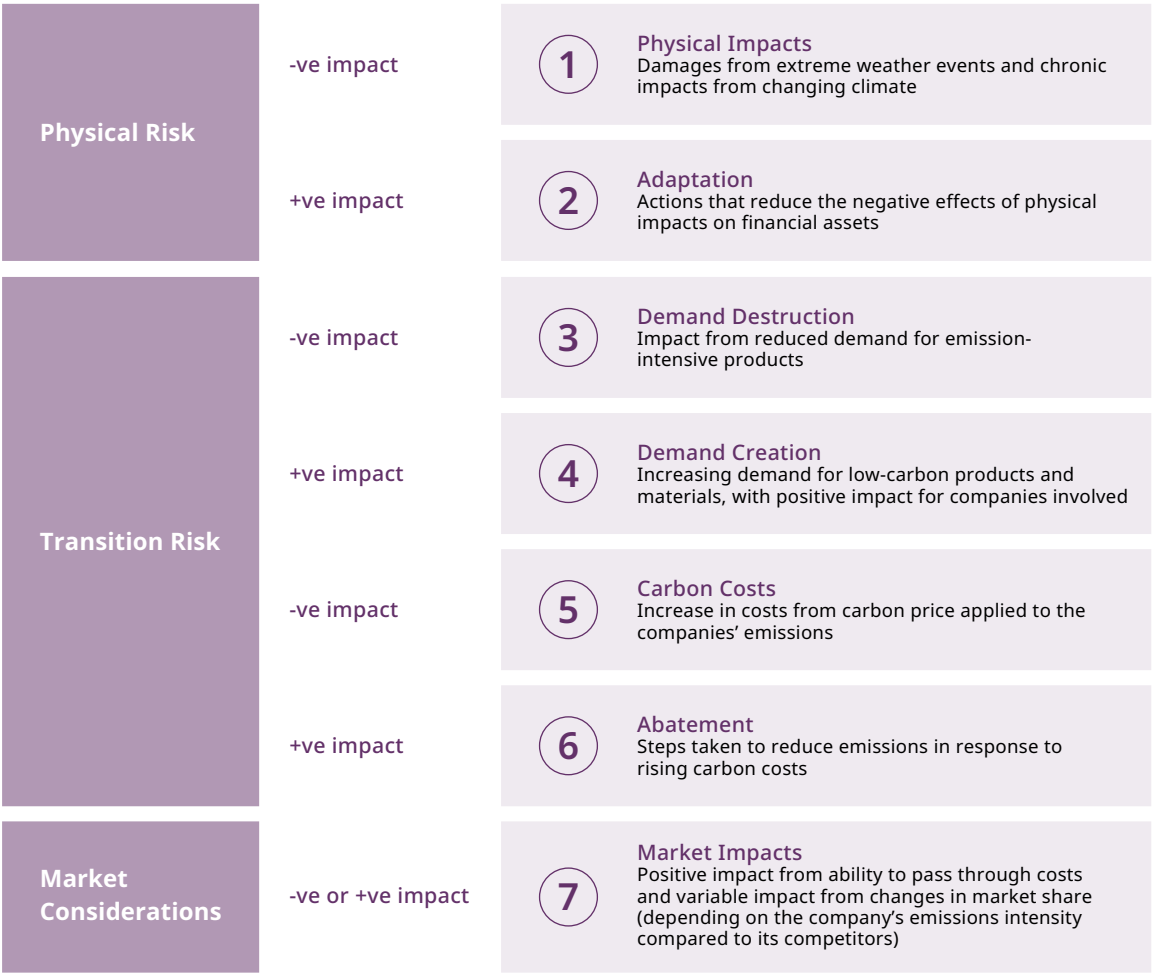 Physical Risk
-ve impact
1
Physical Impacts
Damages from extreme weather events and chronic
impacts from changing climate
+ve impact
2
Adaptation
Actions that reduce the negative effects of physical
impacts on financial assets
Transition Risk
-ve impact
3
Demand Destruction
Impact from reduced demand for emission-
intensive products
+ve impact
4
Demand Creation
Increasing demand for low-carbon products and
materials, with positive impact for companies involved
-ve impact
5
Carbon Costs
Increase in costs from carbon price applied to the
companies’ emissions
+ve impact
6
Abatement
Steps taken to reduce emissions in response to
rising carbon costs
Market
Considerations
-ve or +ve impact
7
Market Impacts
Positive impact from ability to pass through costs
and variable impact from changes in market share
(depending on the company’s emissions intensity
compared to its competitors)